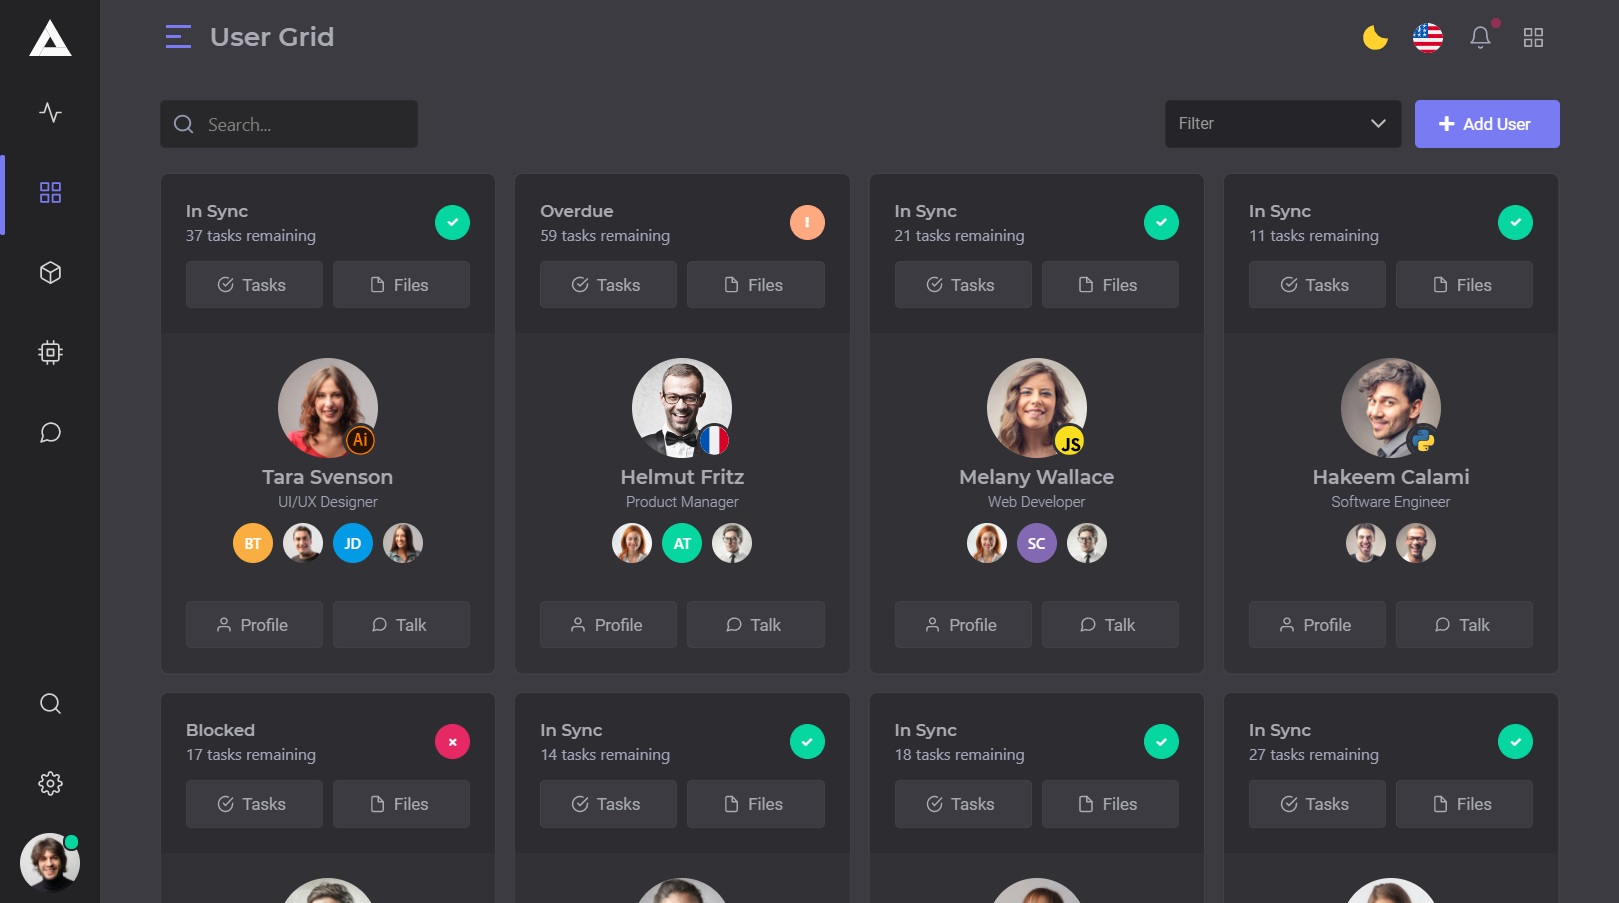 User Grid
Search...
Filter
Add User
In Sync
37 tasks remaining
Tasks
Files
Ai
Tara Svenson
UI/UX Designer
BT
JD
Profile
Talk
Overdue
59 tasks remaining
Tasks
Files
Helmut Fritz
Product Manager
AT
Profile
Talk
In Sync
21 tasks remaining
Tasks
Files
JS
Melany Wallace
Web Developer
SC
Profile
Talk
In Sync
11 tasks remaining
Tasks
Files
Hakeem Calami
Software Engineer
Profile
Talk
Blocked
17 tasks remaining
Tasks
Files
In Sync
14 tasks remaining
Tasks
Files
In Sync
18 tasks remaining
Tasks
Files
In Sync
27 tasks remaining
Tasks
Files